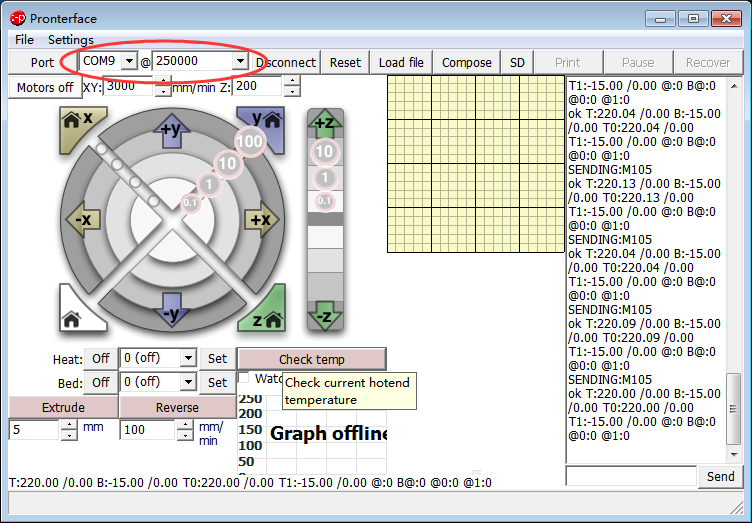 Pronterface
File Settings
Port COM9 @ 250000 Disconnect Reset Load file Compose SD Print Pause Recover
Motors off XY: 3000 mm/min Z: 200
x +y y 100 10 1 0.1 -x +x -y z
+z 10 1 0.1 -z
Heat: Off 0 (off) Set Check temp
Bed: Off 0 (off) Set Watc
Check current hotend
temperature
Extrude Reverse
5 mm 100 mm/
min
250
200
150 Graph offline
100
50
T1:-15.00 /0.00 @:0 B@:0
@0:0 @1:0
ok T:220.04 /0.00 B:-15.00
/0.00 T0:220.04 /0.00
T1:-15.00 /0.00 @:0 B@:0
@0:0 @1:0
SENDING:M105
ok T:220.13 /0.00 B:-15.00
/0.00 T0:220.13 /0.00
T1:-15.00 /0.00 @:0 B@:0
@0:0 @1:0
SENDING:M105
ok T:220.04 /0.00 B:-15.00
/0.00 T0:220.04 /0.00
T1:-15.00 /0.00 @:0 B@:0
@0:0 @1:0
SENDING:M105
ok T:220.09 /0.00 B:-15.00
/0.00 T0:220.09 /0.00
T1:-15.00 /0.00 @:0 B@:0
@0:0 @1:0
SENDING:M105
ok T:220.00 /0.00 B:-15.00
/0.00 T0:220.00 /0.00
T1:-15.00 /0.00 @:0 B@:0
@0:0 @1:0
Send
T:220.00 /0.00 B:-15.00 /0.00 T0:220.00 /0.00 T1:-15.00 /0.00 @:0 B@:0 @0:0 @1:0